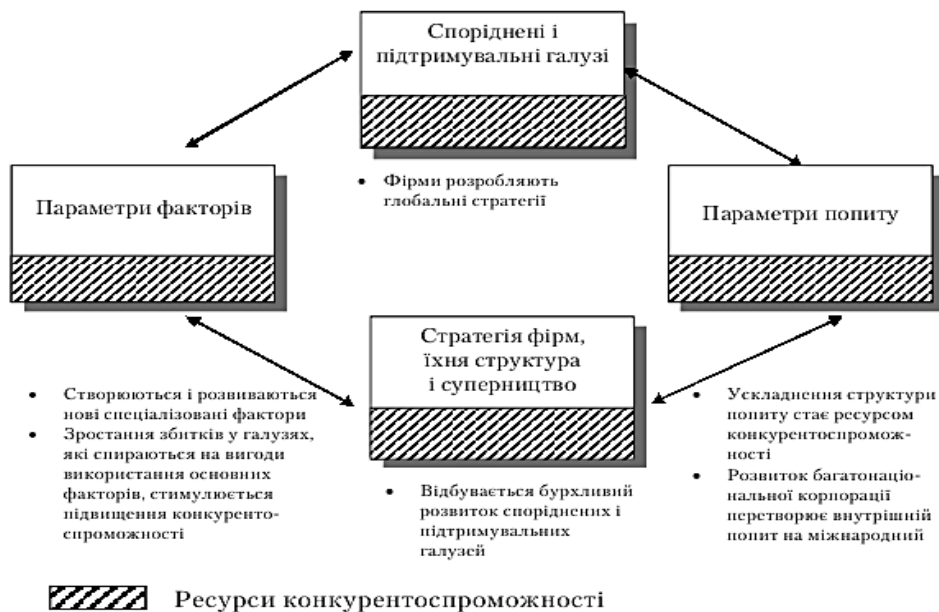 Споріднені і
підтримувальні галузі
• Фірми розробляють
глобальні стратегії
Параметри факторів
Параметри попиту
Стратегія фірм,
їхня структура
і суперництво
• Створюються і розвиваються
нові спеціалізовані фактори
• Зростання збитків у галузях,
які спираються на вигоди
використання основних
факторів, стимулюється
підвищення конкуренто-
спроможності
• Відбувається бурхливий
розвиток споріднених і
підтримувальних
галузей
• Ускладнення структури
попиту стає ресурсом
конкурентоспромож-
ності
• Розвиток багатонаціо-
нальної корпорації
перетворює внутрішній
попит на міжнародний
Ресурси конкурентоспроможності